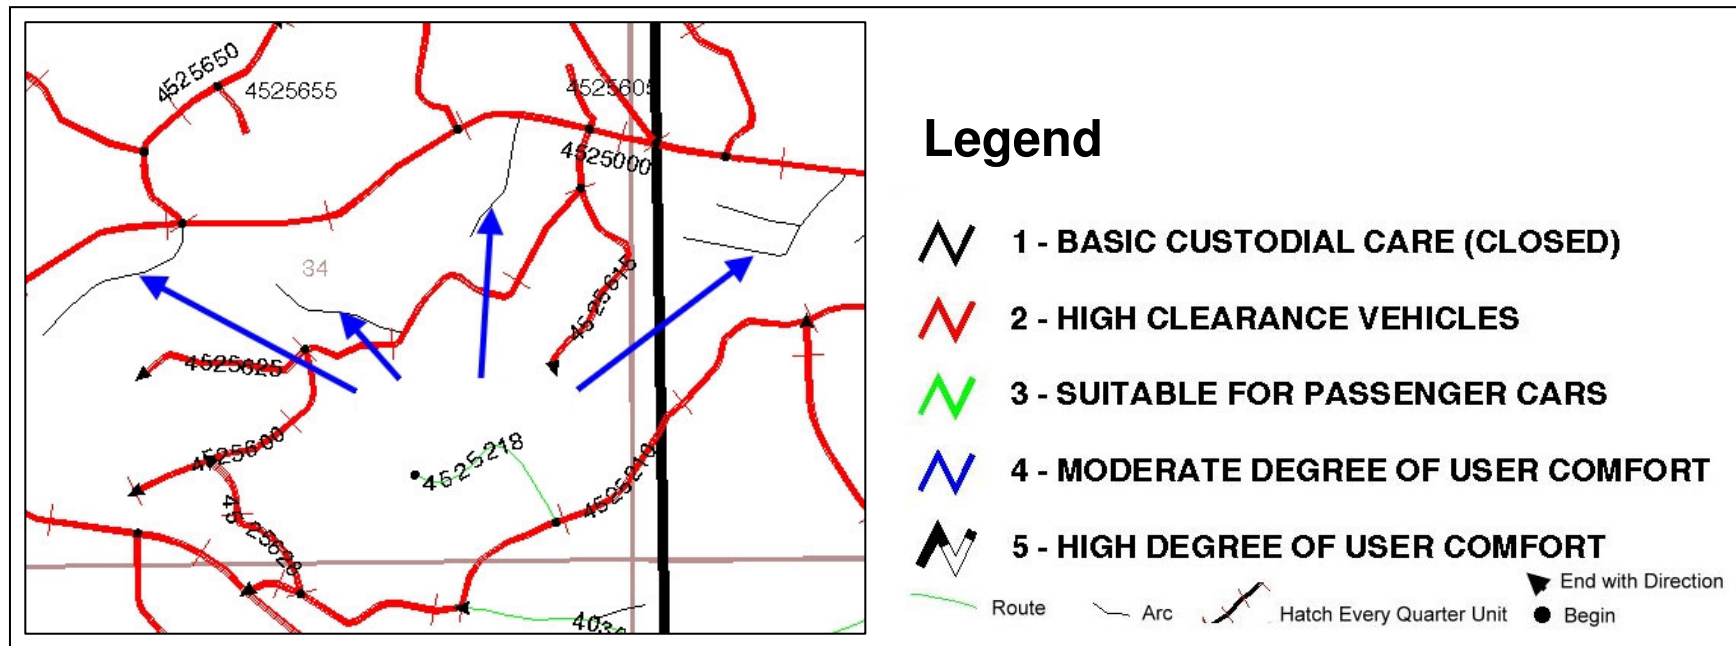 4525650
4525655
4525605
4525000
34
4525615
4525625
4525600
4525218
4525210
4525620
Legend
1 - BASIC CUSTODIAL CARE (CLOSED)
2 - HIGH CLEARANCE VEHICLES
3 - SUITABLE FOR PASSENGER CARS
4 - MODERATE DEGREE OF USER COMFORT
5 - HIGH DEGREE OF USER COMFORT
Route
Arc
Hatch Every Quarter Unit
End with Direction
Begin